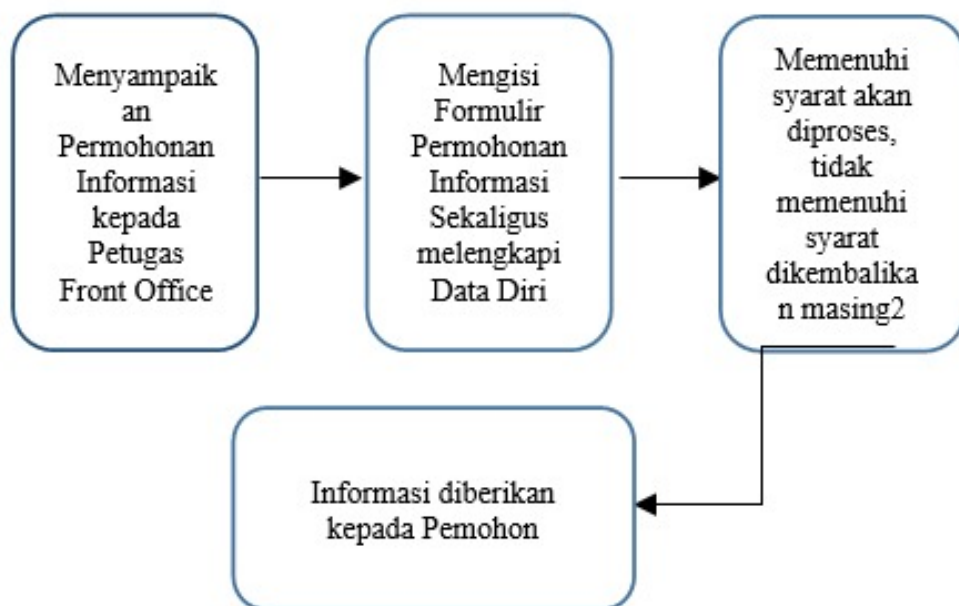 Menyampaik
an
Permohonan
Informasi
kepada
Petugas
Front Office
Mengisi
Formulir
Permohonan
Informasi
Sekaligus
melengkapi
Data Diri
Memenuhi
syarat akan
diproses,
tidak
memenuhi
syarat
dikembalika
n masing2
Informasi diberikan
kepada Pemohon